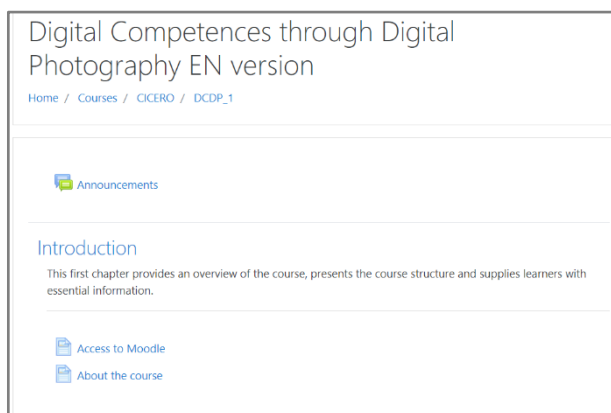 Digital Competences through Digital
Photography EN version
Home / Courses / CICERO / DCDP_1
Announcements
Introduction
This first chapter provides an overview of the course, presents the course structure and supplies learners with
essential information.
Access to Moodle
About the course